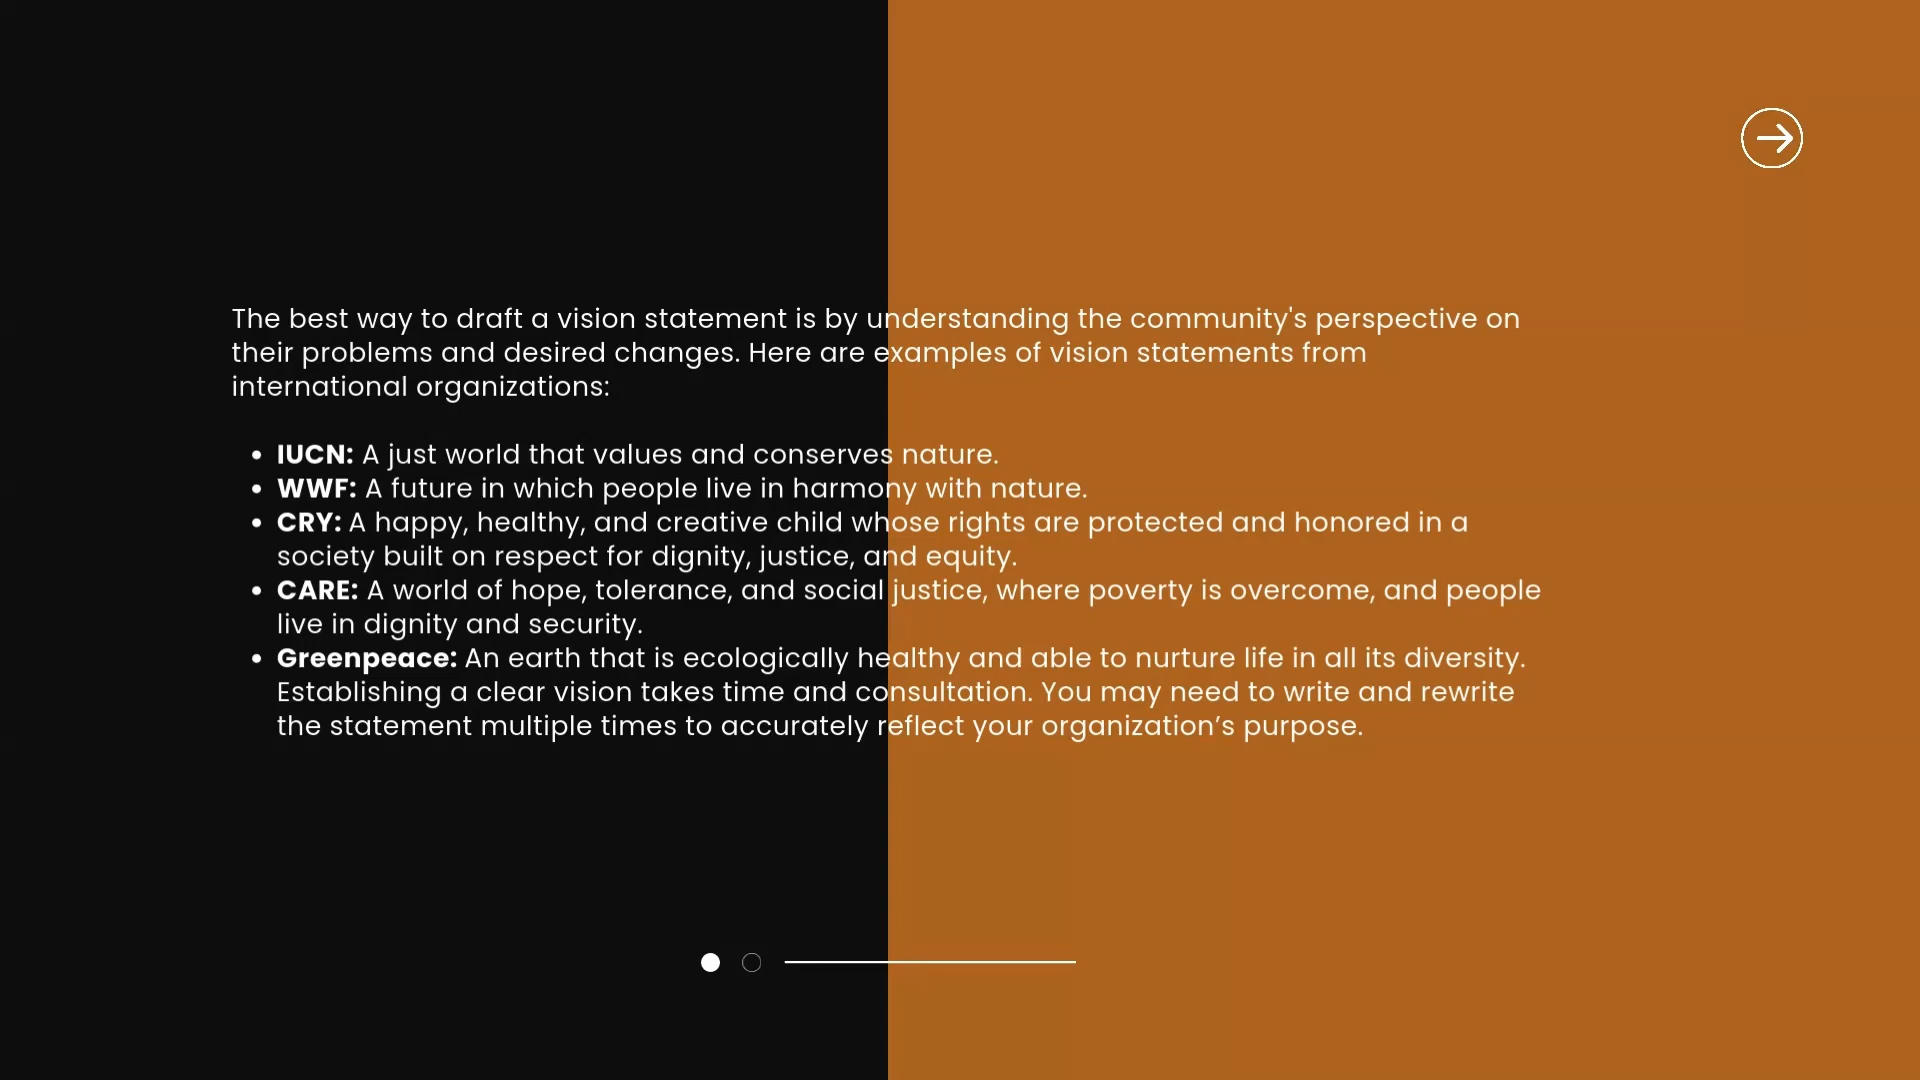 The best way to draft a vision statement is by understanding the community's perspective on
their problems and desired changes. Here are examples of vision statements from
international organizations:
• IUCN: A just world that values and conserves nature.
• WWF: A future in which people live in harmony with nature.
• CRY: A happy, healthy, and creative child whose rights are protected and honored in a
society built on respect for dignity, justice, and equity.
• CARE: A world of hope, tolerance, and social justice, where poverty is overcome, and people
live in dignity and security.
• Greenpeace: An earth that is ecologically healthy and able to nurture life in all its diversity.
Establishing a clear vision takes time and consultation. You may need to write and rewrite
the statement multiple times to accurately reflect your organization’s purpose.